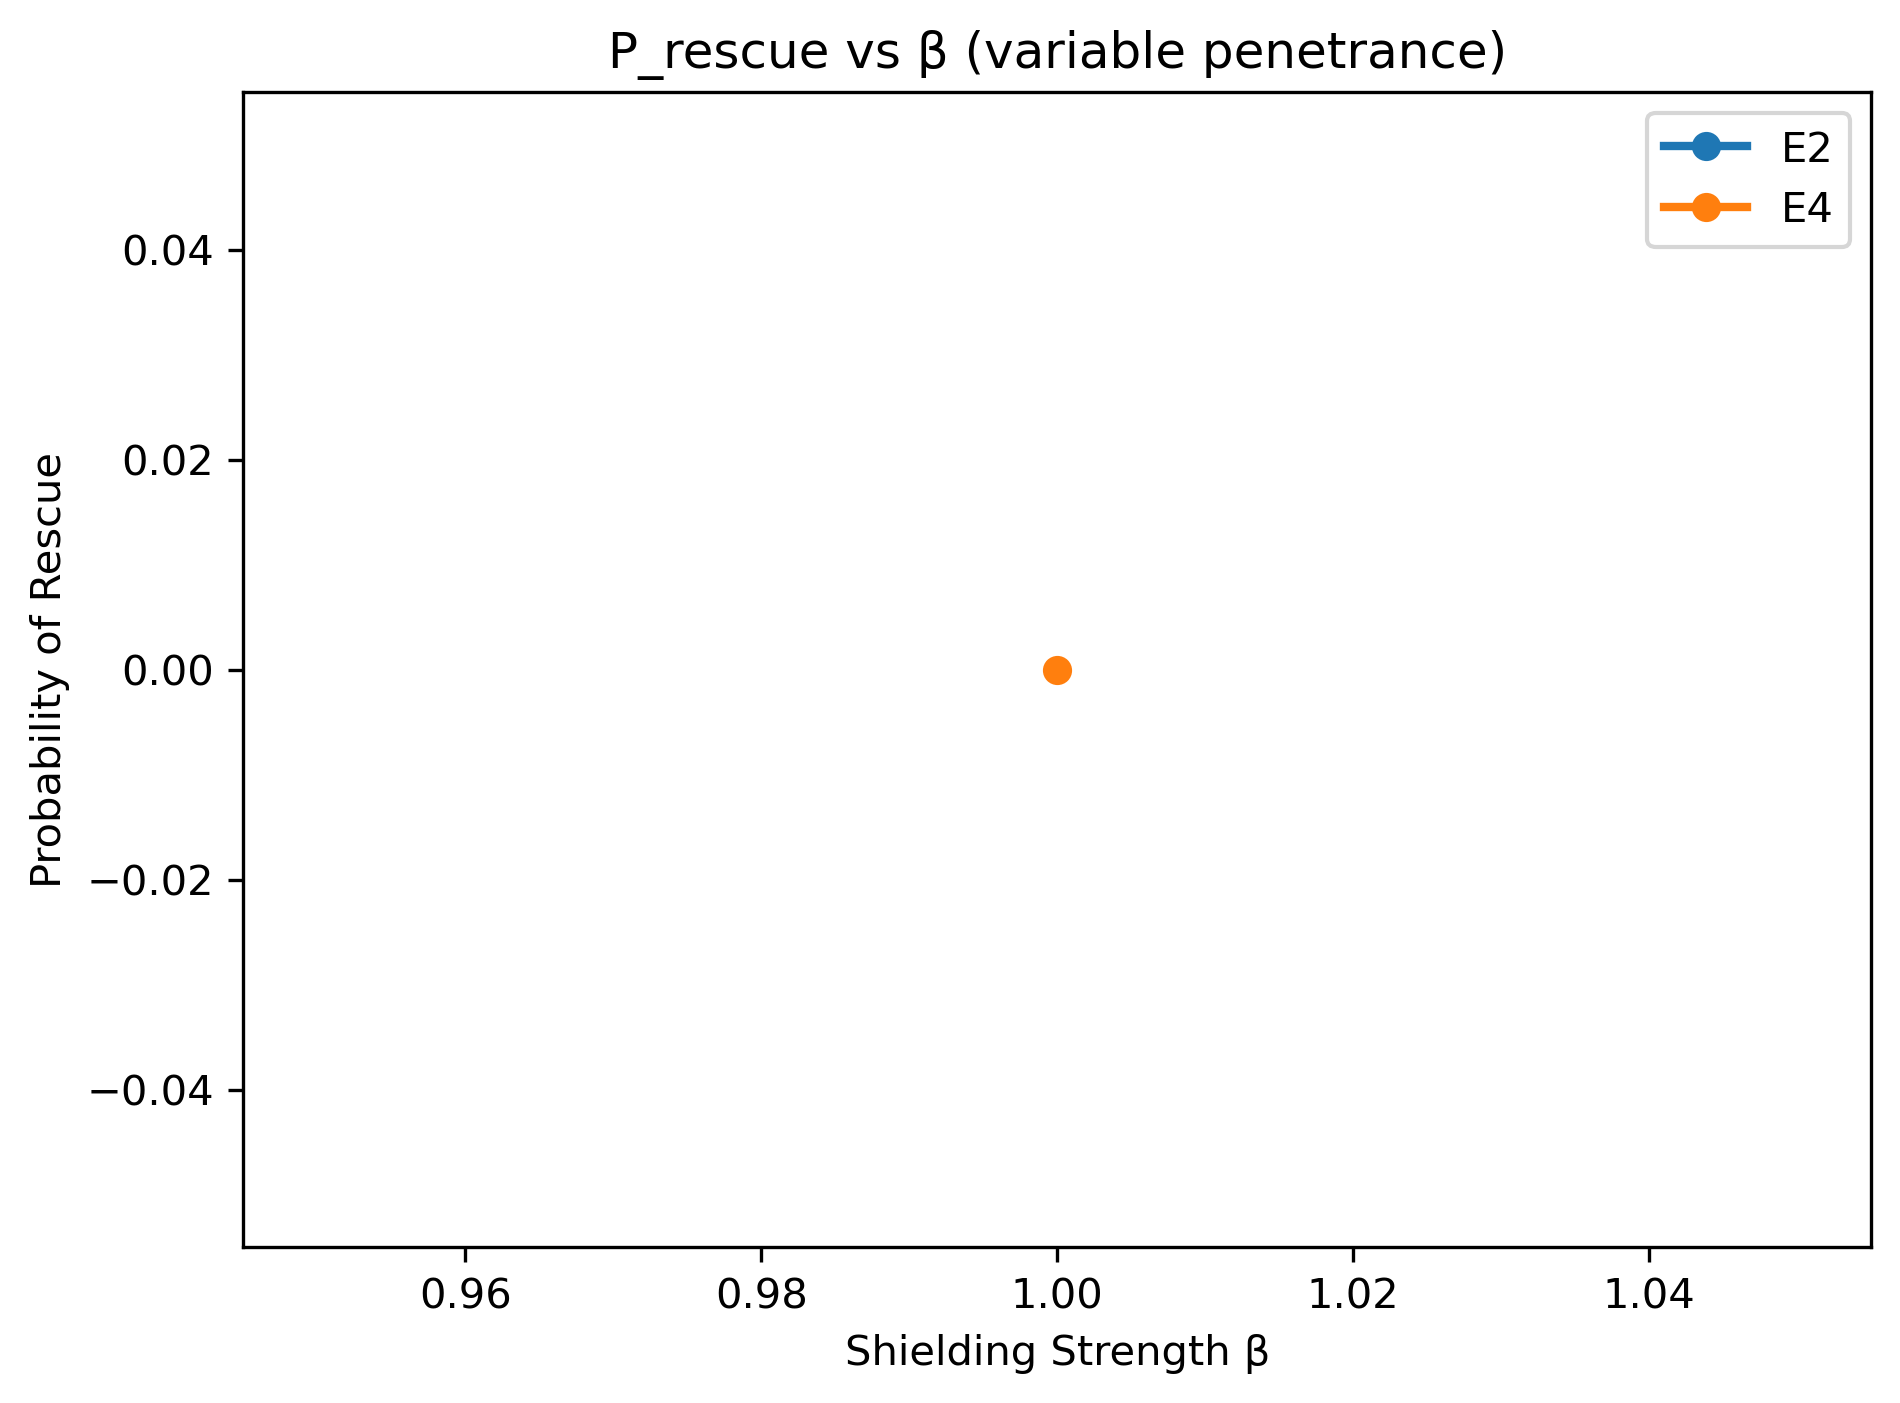 P_rescue vs β (variable penetrance)
E2
E4
0.04
0.02
0.00
−0.02
−0.04
Probability of Rescue
0.96 0.98 1.00 1.02 1.04
Shielding Strength β